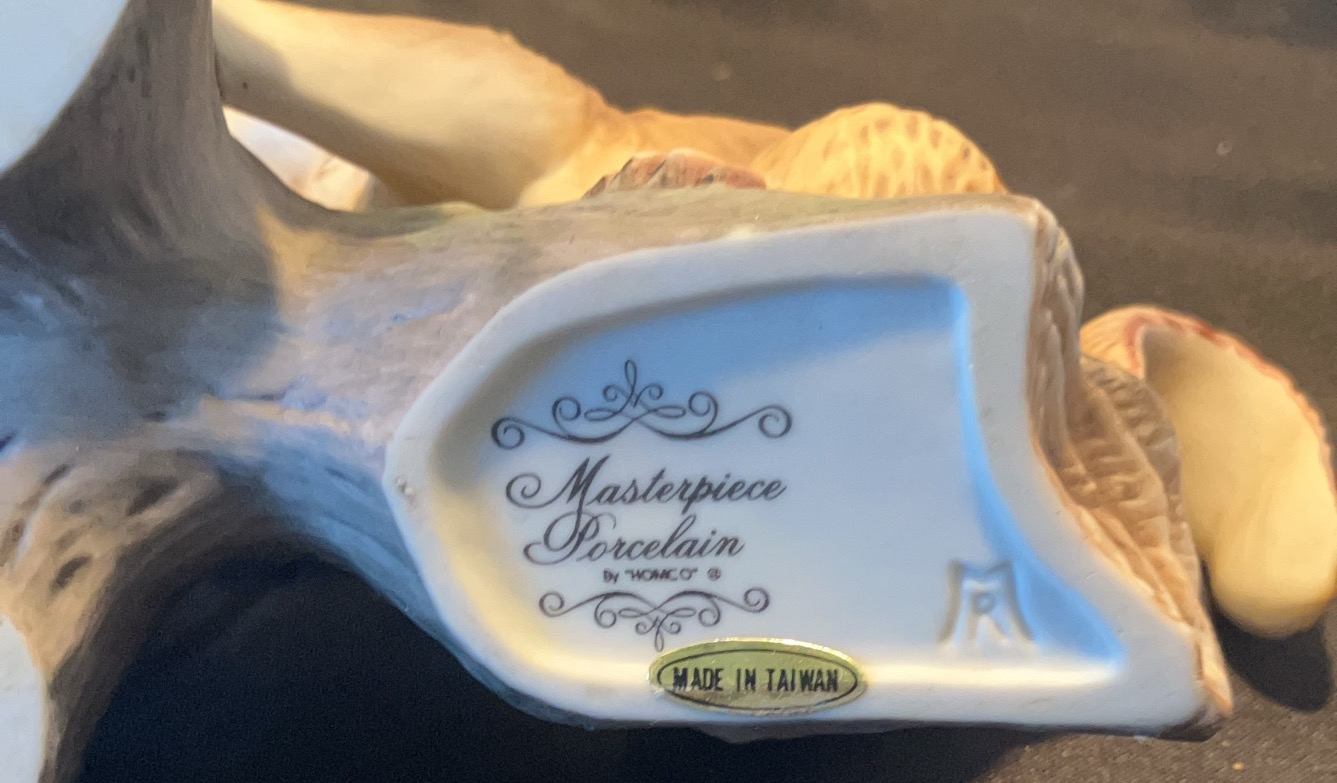 Masterpiece
Porcelain
By "HOMCO" ®
MADE IN TAIWAN